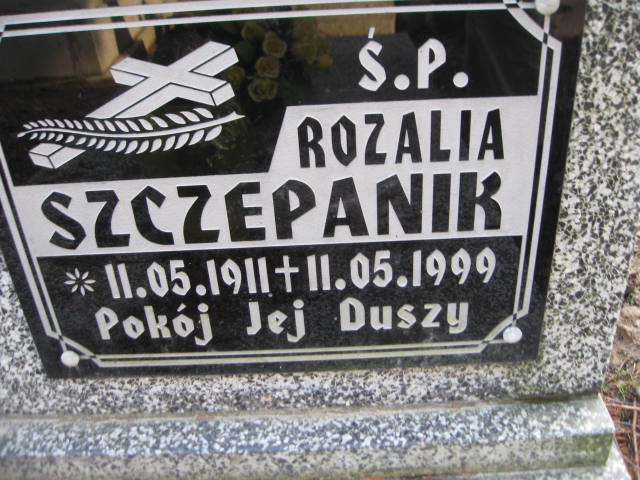 Ś.P.
ROZALIA
SZCZEPANIK
* 11.05.1911 † 11.05.1999
Pokój Jej Duszy